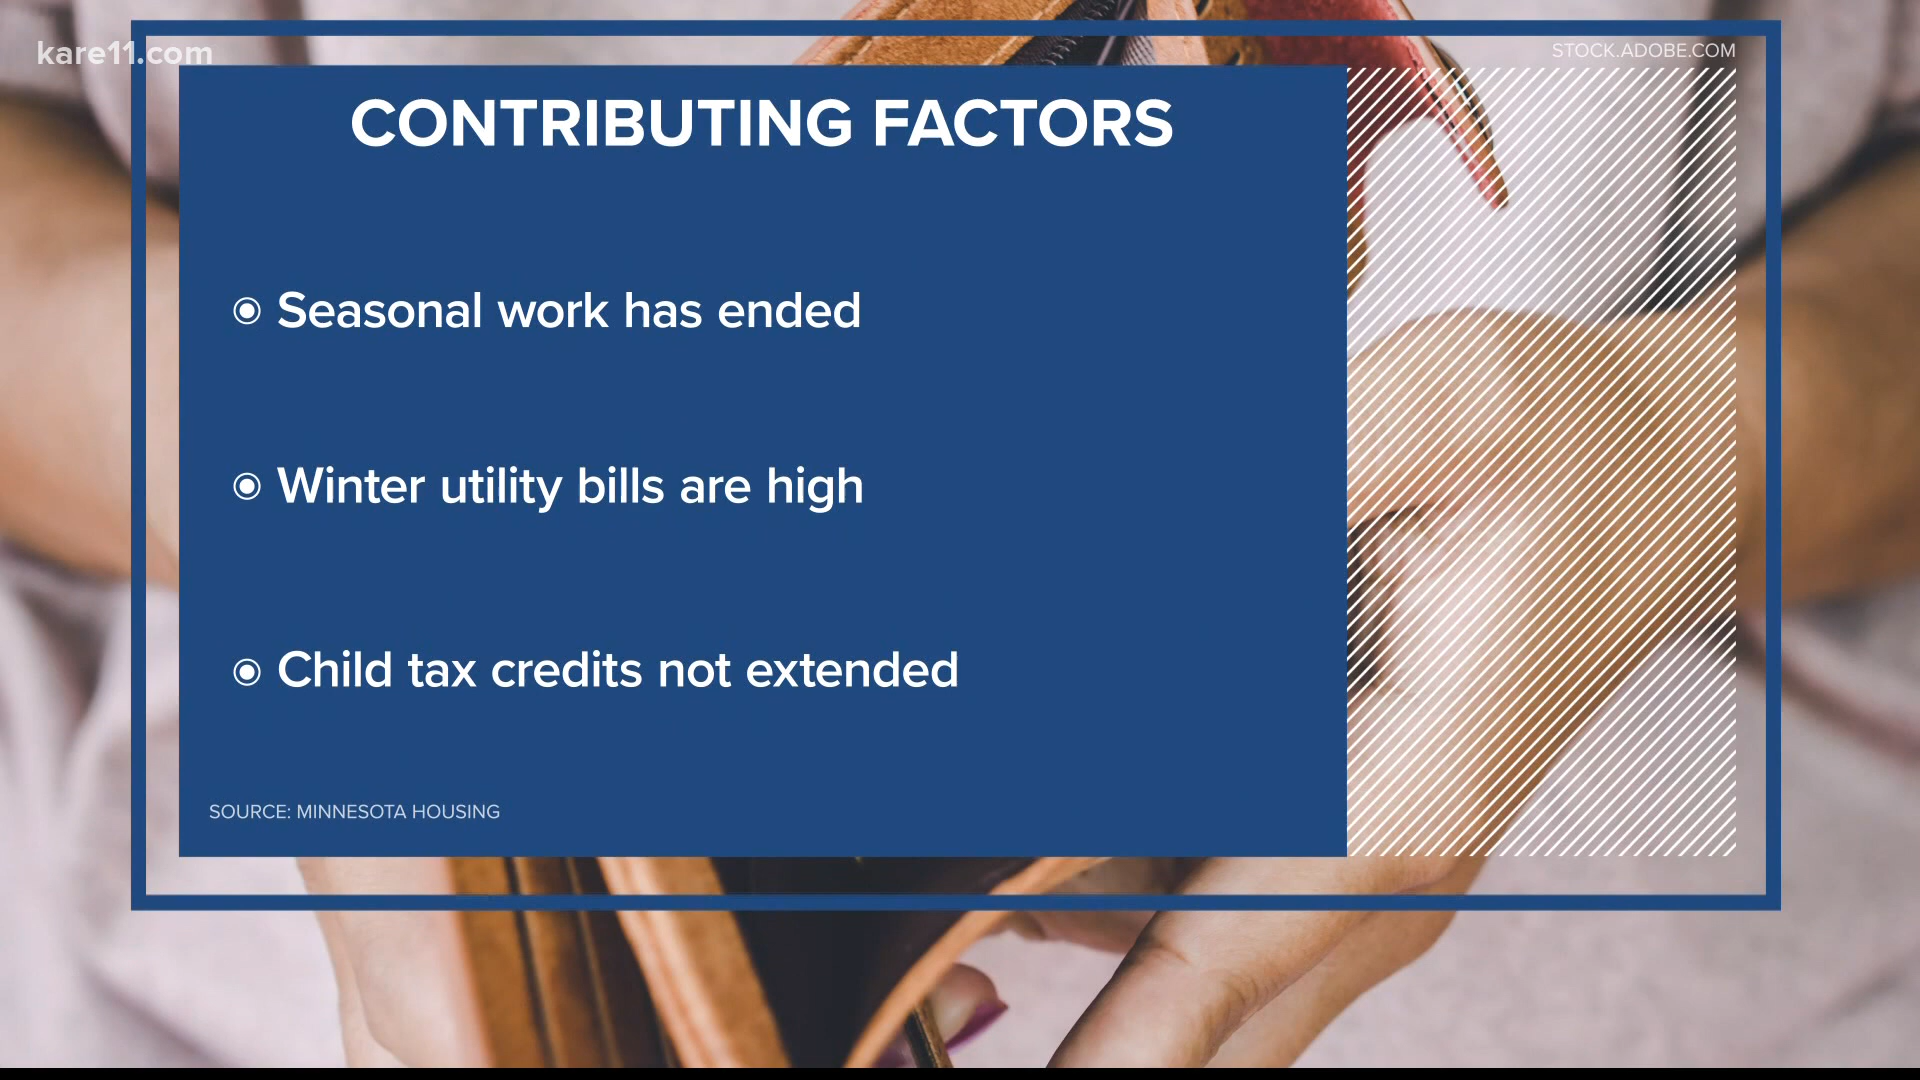 kare11.com
STOCK.ADOBE.COM
CONTRIBUTING FACTORS
Seasonal work has ended
Winter utility bills are high
Child tax credits not extended
SOURCE: MINNESOTA HOUSING